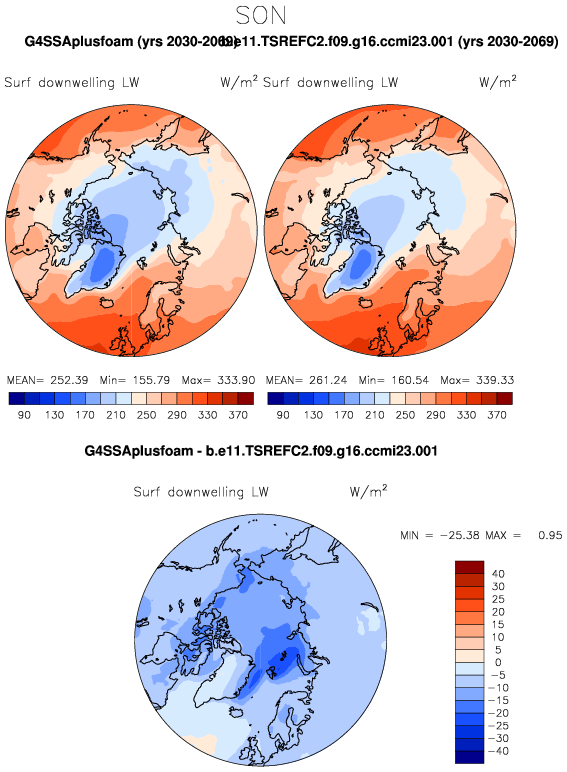 SON
G4SSAplusfoam (yrs 2030-2069)
b.e11.TSREFC2.f09.g16.ccmi23.001 (yrs 2030-2069)
Surf downwelling LW W/m²
Surf downwelling LW W/m²
MEAN= 252.39 Min= 155.79 Max= 333.90
MEAN= 261.24 Min= 160.54 Max= 339.33
90 130 170 210 250 290 330 370
90 130 170 210 250 290 330 370
G4SSAplusfoam - b.e11.TSREFC2.f09.g16.ccmi23.001
Surf downwelling LW W/m²
MIN = -25.38 MAX = 0.95
40
30
25
20
15
10
5
0
-5
-10
-15
-20
-25
-30
-40